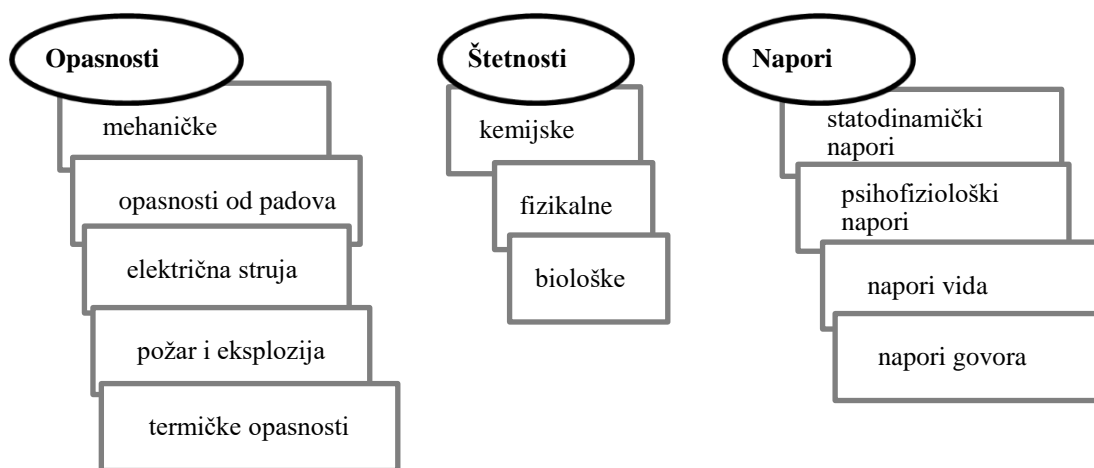 Opasnosti
mehaničke
opasnosti od padova
električna struja
požar i eksplozija
termičke opasnosti
Štetnosti
kemijske
fizikalne
biološke
Napori
statodinamički
napori
psihofiziološki
napori
napori vida
napori govora